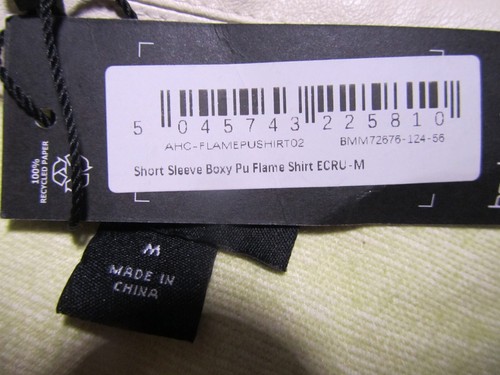 5 045743 225810
AHC-FLAMEPUSHIRT02 BMM72676-124-56
Short Sleeve Boxy Pu Flame Shirt ECRU-M
100%
RECYCLED PAPER
M
MADE IN
CHINA